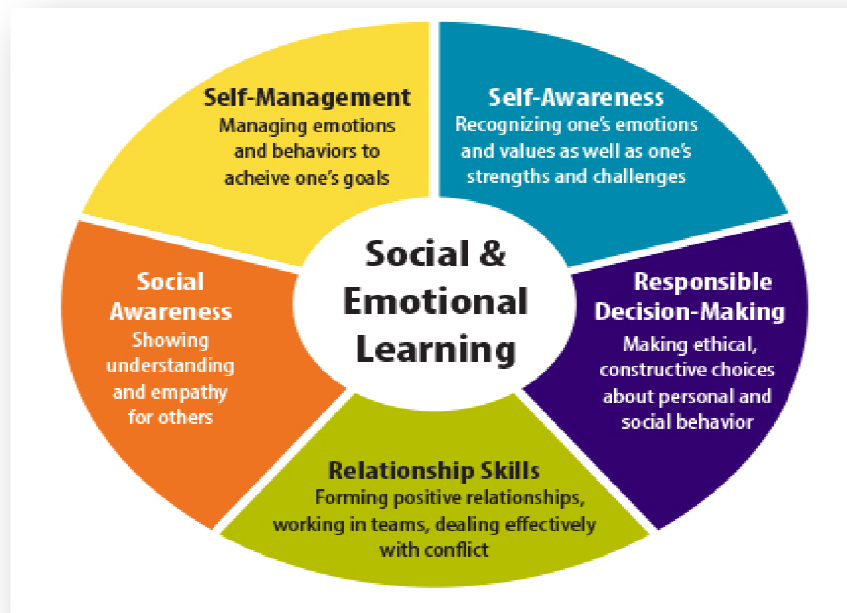 Self-Management
Managing emotions
and behaviors to
acheive one's goals
Self-Awareness
Recognizing one's emotions
and values as well as one's
strengths and challenges
Social &
Emotional
Learning
Social
Awareness
Showing
understanding
and empathy
for others
Responsible
Decision-Making
Making ethical,
constructive choices
about personal and
social behavior
Relationship Skills
Forming positive relationships,
working in teams, dealing effectively
with conflict